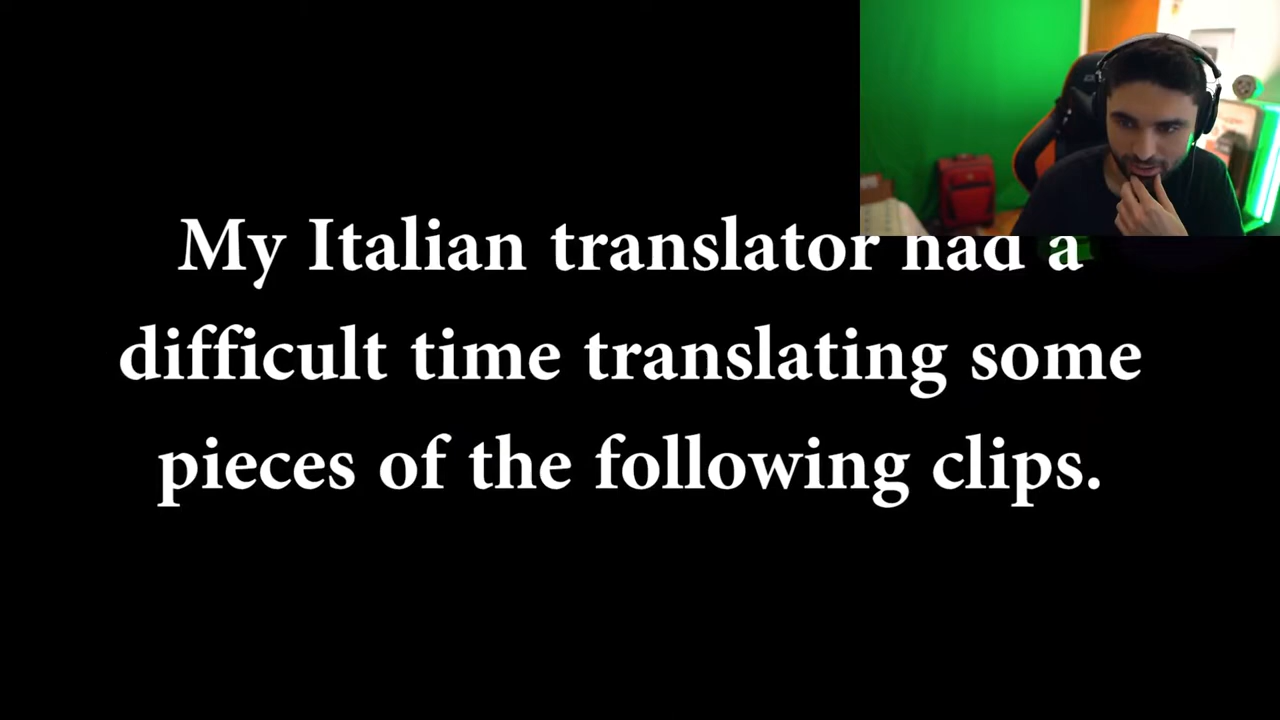 My Italian translator had a
difficult time translating some
pieces of the following clips.